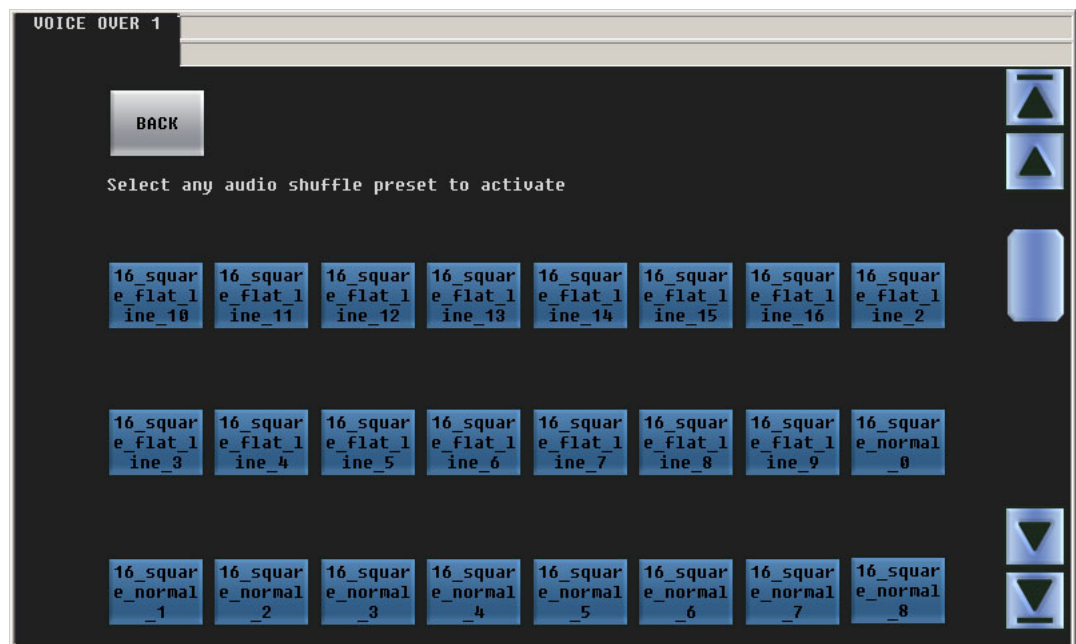 VOICE OVER 1
BACK
Select any audio shuffle preset to activate
16_squar
e_flat_l
ine_10
16_squar
e_flat_l
ine_11
16_squar
e_flat_l
ine_12
16_squar
e_flat_l
ine_13
16_squar
e_flat_l
ine_14
16_squar
e_flat_l
ine_15
16_squar
e_flat_l
ine_16
16_squar
e_flat_l
ine_2
16_squar
e_flat_l
ine_3
16_squar
e_flat_l
ine_4
16_squar
e_flat_l
ine_5
16_squar
e_flat_l
ine_6
16_squar
e_flat_l
ine_7
16_squar
e_flat_l
ine_8
16_squar
e_flat_l
ine_9
16_squar
e_normal
_0
16_squar
e_normal
_1
16_squar
e_normal
_2
16_squar
e_normal
_3
16_squar
e_normal
_4
16_squar
e_normal
_5
16_squar
e_normal
_6
16_squar
e_normal
_7
16_squar
e_normal
_8